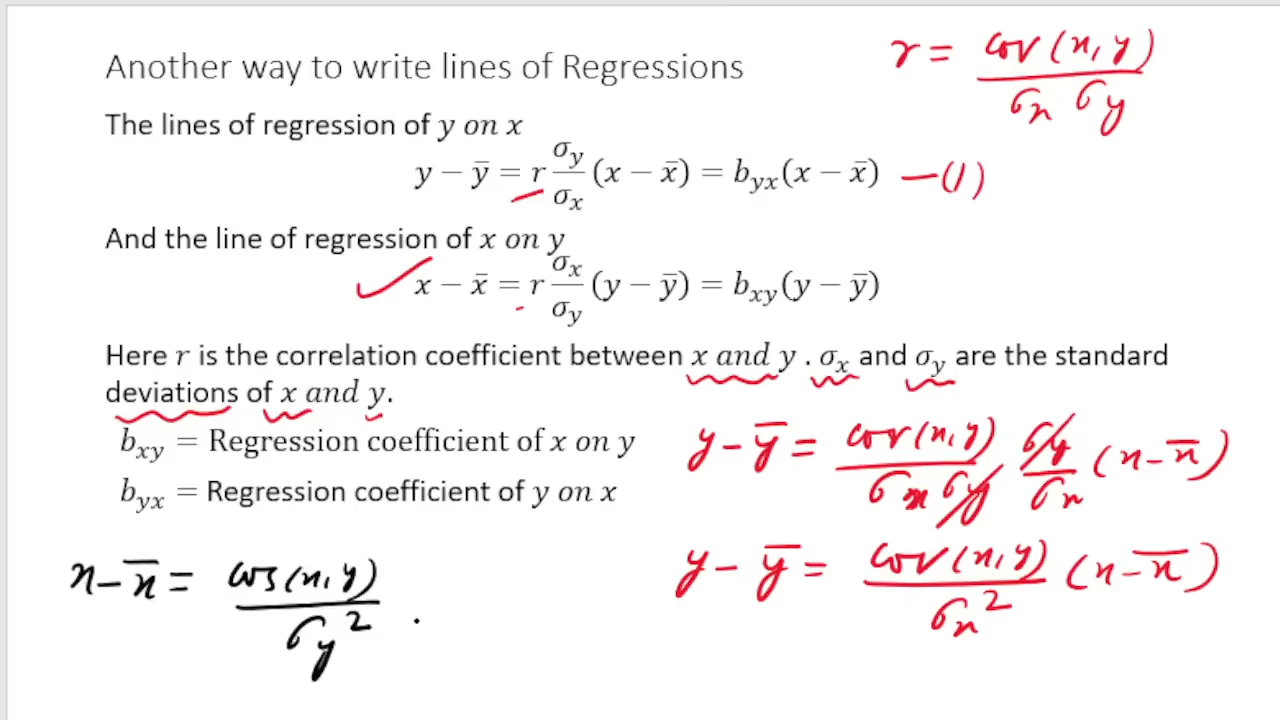 Another way to write lines of Regressions
r = cov(x, y) / σx σy
The lines of regression of y on x
y − ȳ = r σy/σx (x − x̄) = byx(x − x̄) —(1)
And the line of regression of x on y
x − x̄ = r σx/σy (y − ȳ) = bxy(y − ȳ)
Here r is the correlation coefficient between x and y . σx and σy are the standard
deviations of x and y.
bxy = Regression coefficient of x on y
byx = Regression coefficient of y on x
y − ȳ = cov(x, y)/σx σy σy/σx (x − x̄)
y − ȳ = cov(x, y)/σx² (x − x̄)
x − x̄ = cov(x, y)/σy² .